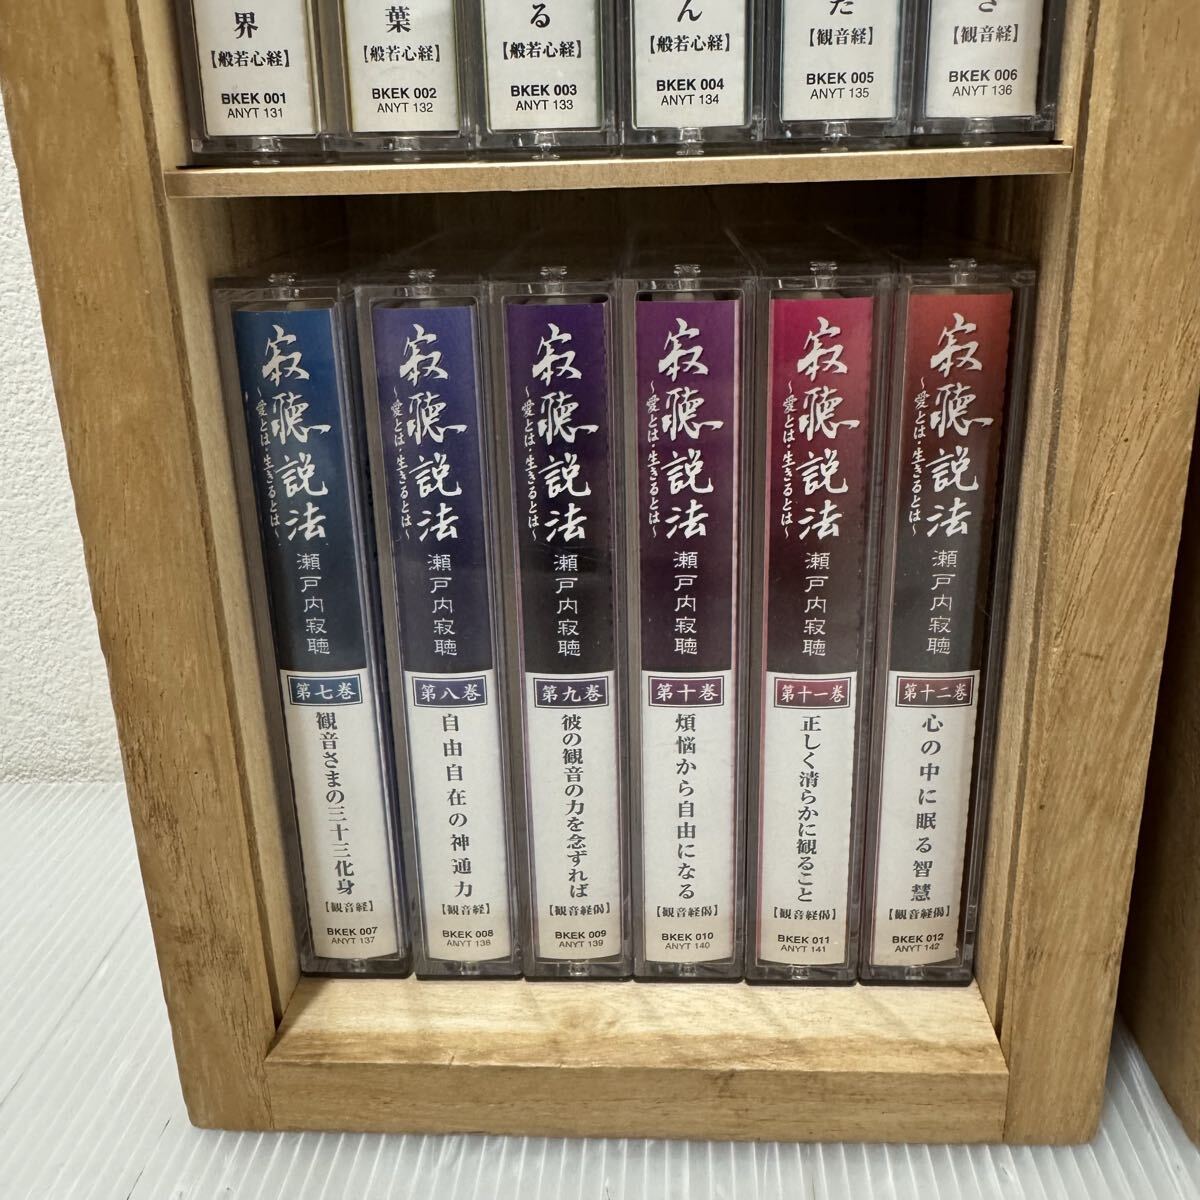 界
【般若心経】
BKEK 001
ANYT 131
葉
【般若心経】
BKEK 002
ANYT 132
る
【般若心経】
BKEK 003
ANYT 133
ん
【般若心経】
BKEK 004
ANYT 134
た
【観音経】
BKEK 005
ANYT 135
【観音経】
BKEK 006
ANYT 136
寂聴説法
～愛とは・生きるとは～
瀬戸内寂聴
第七巻
観音さまの三十三化身
【観音経】
BKEK 007
ANYT 137
寂聴説法
～愛とは・生きるとは～
瀬戸内寂聴
第八巻
自由自在の神通力
【観音経】
BKEK 008
ANYT 138
寂聴説法
～愛とは・生きるとは～
瀬戸内寂聴
第九巻
彼の観音の力を念ずれば
【観音経偈】
BKEK 009
ANYT 139
寂聴説法
～愛とは・生きるとは～
瀬戸内寂聴
第十巻
煩悩から自由になる
【観音経偈】
BKEK 010
ANYT 140
寂聴説法
～愛とは・生きるとは～
瀬戸内寂聴
第十一巻
正しく清らかに観ること
【観音経偈】
BKEK 011
ANYT 141
寂聴説法
～愛とは・生きるとは～
瀬戸内寂聴
第十二巻
心の中に眠る智慧
【観音経偈】
BKEK 012
ANYT 142